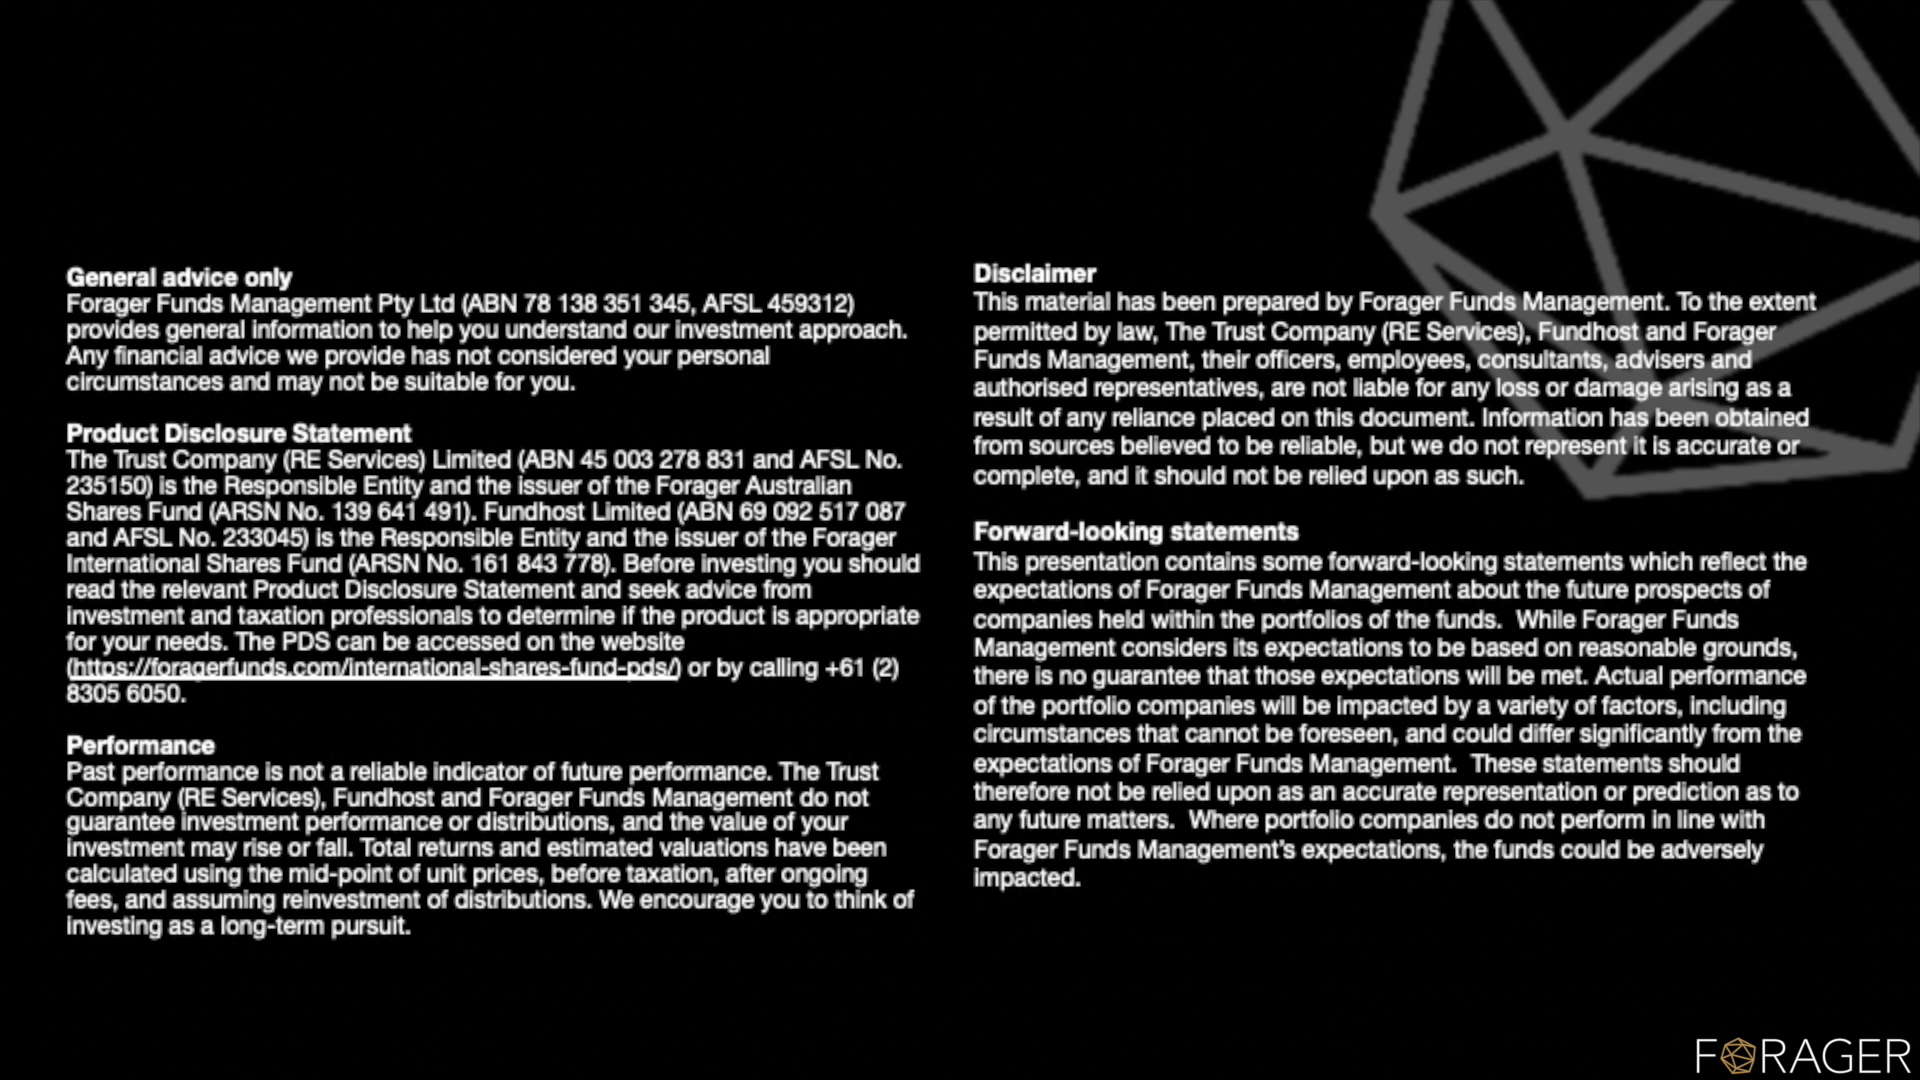 General advice only
Forager Funds Management Pty Ltd (ABN 78 138 351 345, AFSL 459312)
provides general information to help you understand our investment approach.
Any financial advice we provide has not considered your personal
circumstances and may not be suitable for you.
Product Disclosure Statement
The Trust Company (RE Services) Limited (ABN 45 003 278 831 and AFSL No.
235150) is the Responsible Entity and the issuer of the Forager Australian
Shares Fund (ARSN No. 139 641 491). Fundhost Limited (ABN 69 092 517 087
and AFSL No. 233045) is the Responsible Entity and the issuer of the Forager
International Shares Fund (ARSN No. 161 843 778). Before investing you should
read the relevant Product Disclosure Statement and seek advice from
investment and taxation professionals to determine if the product is appropriate
for your needs. The PDS can be accessed on the website
(https://foragerfunds.com/international-shares-fund-pds/) or by calling +61 (2)
8305 6050.
Performance
Past performance is not a reliable indicator of future performance. The Trust
Company (RE Services), Fundhost and Forager Funds Management do not
guarantee investment performance or distributions, and the value of your
investment may rise or fall. Total returns and estimated valuations have been
calculated using the mid-point of unit prices, before taxation, after ongoing
fees, and assuming reinvestment of distributions. We encourage you to think of
investing as a long-term pursuit.
Disclaimer
This material has been prepared by Forager Funds Management. To the extent
permitted by law, The Trust Company (RE Services), Fundhost and Forager
Funds Management, their officers, employees, consultants, advisers and
authorised representatives, are not liable for any loss or damage arising as a
result of any reliance placed on this document. Information has been obtained
from sources believed to be reliable, but we do not represent it is accurate or
complete, and it should not be relied upon as such.
Forward-looking statements
This presentation contains some forward-looking statements which reflect the
expectations of Forager Funds Management about the future prospects of
companies held within the portfolios of the funds.  While Forager Funds
Management considers its expectations to be based on reasonable grounds,
there is no guarantee that those expectations will be met. Actual performance
of the portfolio companies will be impacted by a variety of factors, including
circumstances that cannot be foreseen, and could differ significantly from the
expectations of Forager Funds Management.  These statements should
therefore not be relied upon as an accurate representation or prediction as to
any future matters.  Where portfolio companies do not perform in line with
Forager Funds Management's expectations, the funds could be adversely
impacted.
FORAGER